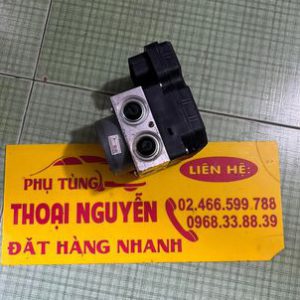 PHỤ TÙNG
LIÊN HỆ:
THOẠI NGUYỄN
02.466.599.788
0968.33.88.39
ĐẶT HÀNG NHANH